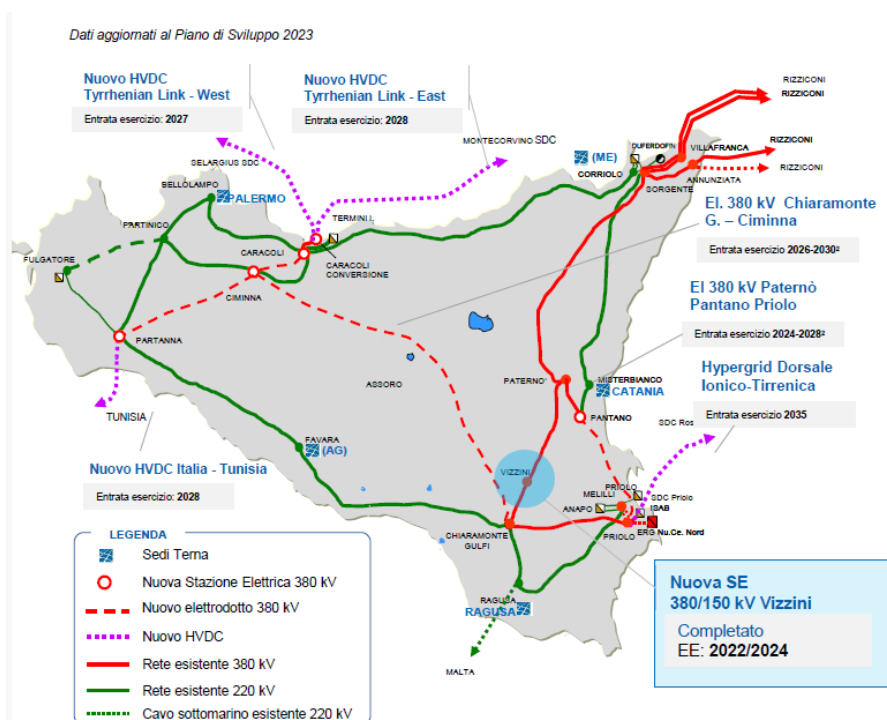 Dati aggiornati al Piano di Sviluppo 2023
Nuovo HVDC
Tyrrhenian Link - West
Entrata esercizio: 2027
Nuovo HVDC
Tyrrhenian Link - East
Entrata esercizio: 2028
RIZZICONI
RIZZICONI
RIZZICONI
RIZZICONI
MONTECORVINO SDC
(ME)
DUFERDOFIN
VILLAFRANCA
CORRIOLO
SORGENTE
ANNUNZIATA
SELARGIUS SDC
BELLOLAMPO
PALERMO
PARTINICO
TERMINI I.
CARACOLI
CARACOLI
CONVERSIONE
FULGATORE
CIMINNA
PARTANNA
TUNISIA
El. 380 kV Chiaramonte
G. – Ciminna
Entrata esercizio 2026-2030²
El 380 kV Paternò
Pantano Priolo
Entrata esercizio 2024-2028²
Hypergrid Dorsale
Ionico-Tirrenica
Entrata esercizio 2035
SDC Ros
ASSORO
PATERNO'
MISTERBIANCO
CATANIA
PANTANO
FAVARA
(AG)
Nuovo HVDC Italia - Tunisia
Entrata esercizio: 2028
VIZZINI
PRIOLO
MELILLI
SDC Priolo
ISAB
ANAPO
PRIOLO
ERG Nu.Ce. Nord
CHIARAMONTE
GULFI
RAGUSA
RAGUSA
MALTA
Nuova SE
380/150 kV Vizzini
Completato
EE: 2022/2024
LEGENDA
Sedi Terna
Nuova Stazione Elettrica 380 kV
Nuovo elettrodotto 380 kV
Nuovo HVDC
Rete esistente 380 kV
Rete esistente 220 kV
Cavo sottomarino esistente 220 kV